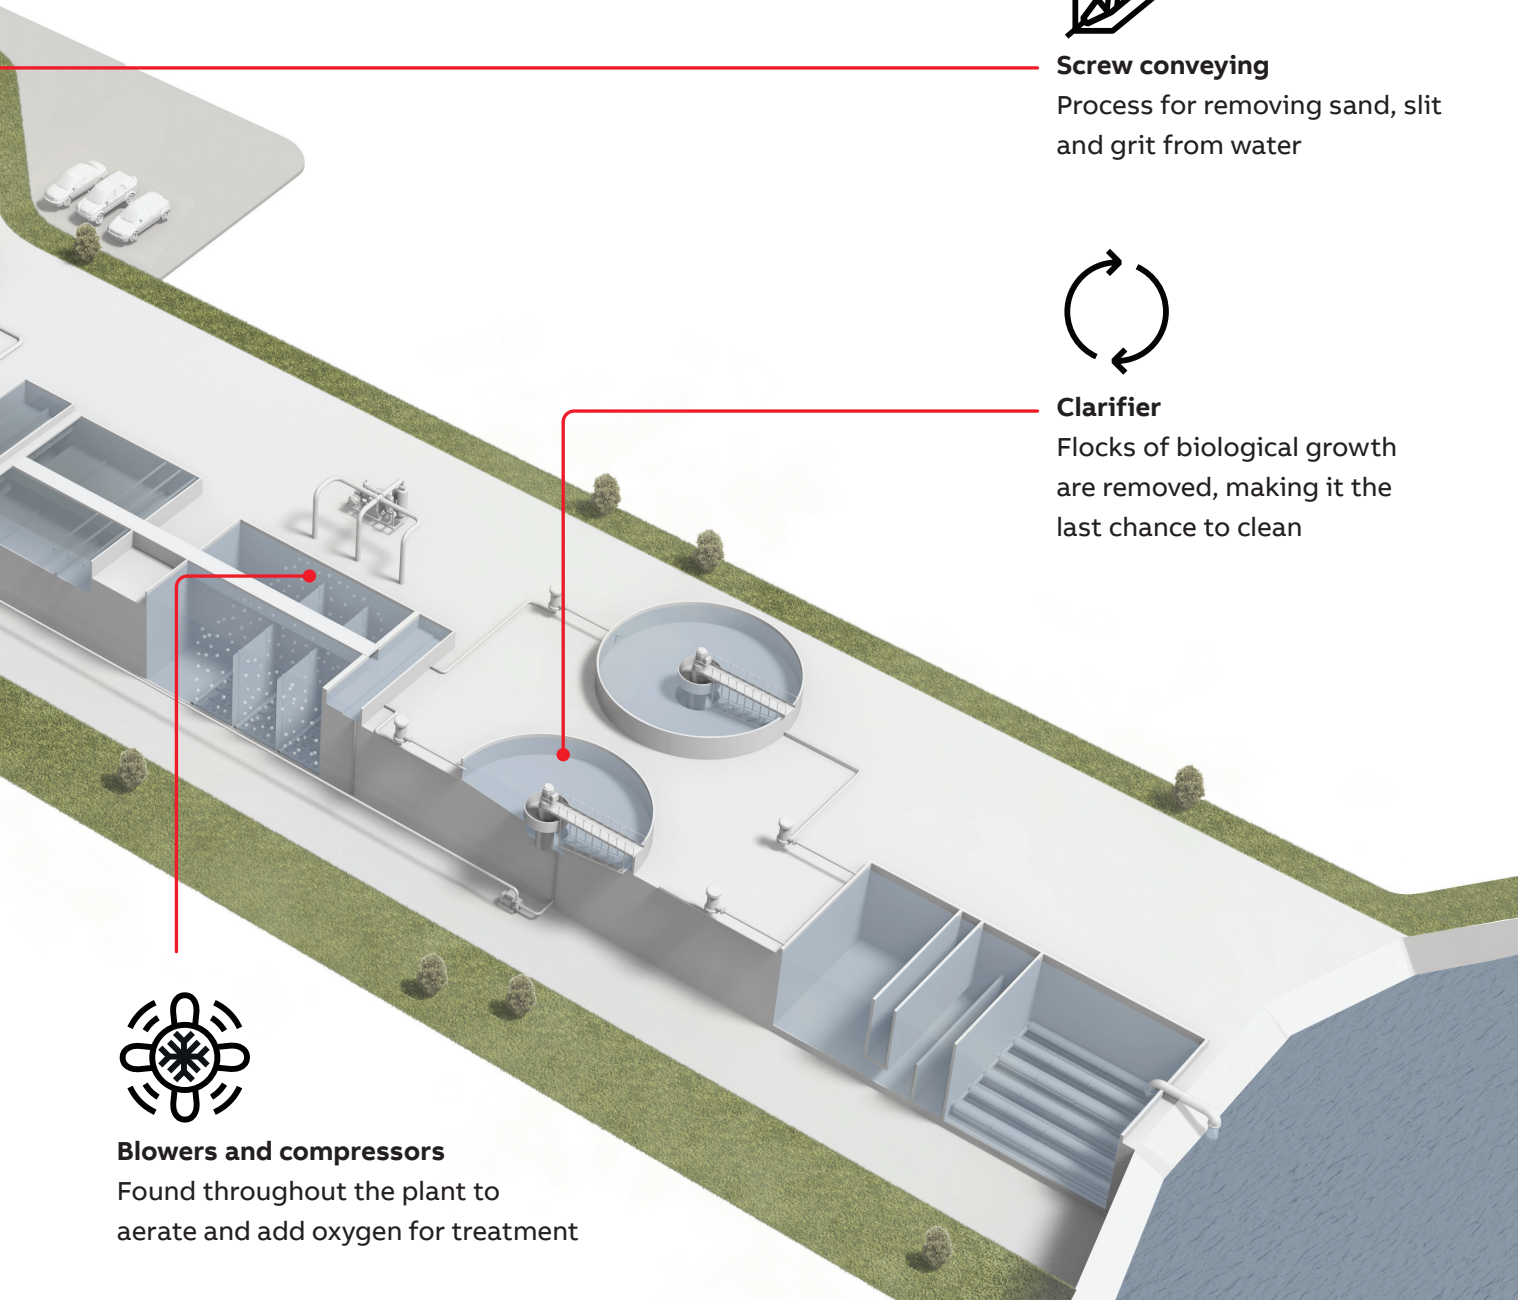 Screw conveying
Process for removing sand, slit
and grit from water
Clarifier
Flocks of biological growth
are removed, making it the
last chance to clean
Blowers and compressors
Found throughout the plant to
aerate and add oxygen for treatment